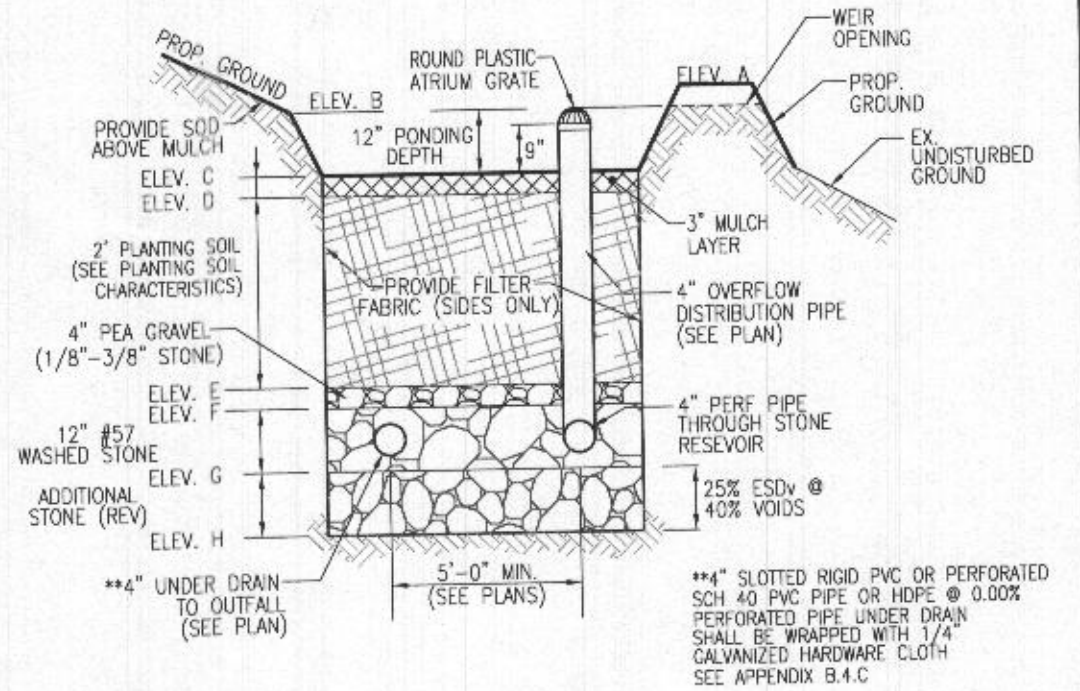 WEIR
OPENING
PROP. GROUND
ROUND PLASTIC
ATRIUM GRATE
ELEV. A
PROP.
GROUND
ELEV. B
PROVIDE SOD
ABOVE MULCH
12" PONDING
DEPTH
9"
EX.
UNDISTURBED
GROUND
ELEV. C
ELEV. D
3" MULCH
LAYER
2' PLANTING SOIL
(SEE PLANTING SOIL
CHARACTERISTICS)
PROVIDE FILTER
FABRIC (SIDES ONLY)
4" OVERFLOW
DISTRIBUTION PIPE
(SEE PLAN)
4" PEA GRAVEL
(1/8"-3/8" STONE)
ELEV. E
ELEV. F
4" PERF PIPE
THROUGH STONE
RESEVOIR
12" #57
WASHED STONE
ELEV. G
ADDITIONAL
STONE (REV)
25% ESDv @
40% VOIDS
ELEV. H
**4" UNDER DRAIN
TO OUTFALL
(SEE PLAN)
5'-0" MIN.
(SEE PLANS)
**4" SLOTTED RIGID PVC OR PERFORATED
SCH 40 PVC PIPE OR HDPE @ 0.00%
PERFORATED PIPE UNDER DRAIN
SHALL BE WRAPPED WITH 1/4"
GALVANIZED HARDWARE CLOTH
SEE APPENDIX B.4.C